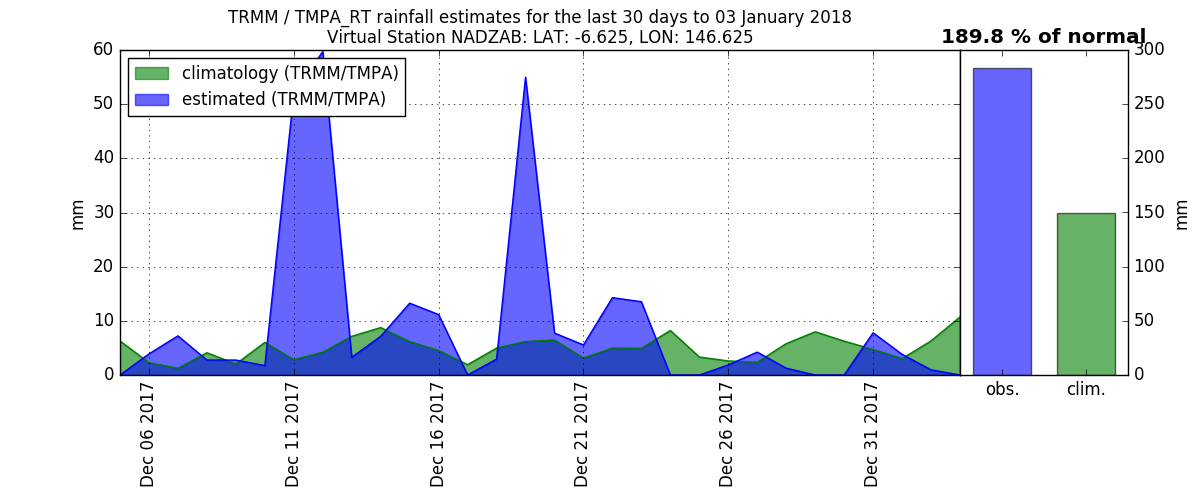 TRMM / TMPA_RT rainfall estimates for the last 30 days to 03 January 2018
Virtual Station NADZAB: LAT: -6.625, LON: 146.625
189.8 % of normal
climatology (TRMM/TMPA)
estimated (TRMM/TMPA)
60
50
40
30
20
10
0
mm
Dec 06 2017
Dec 11 2017
Dec 16 2017
Dec 21 2017
Dec 26 2017
Dec 31 2017
obs.
clim.
300
250
200
150
100
50
0
mm